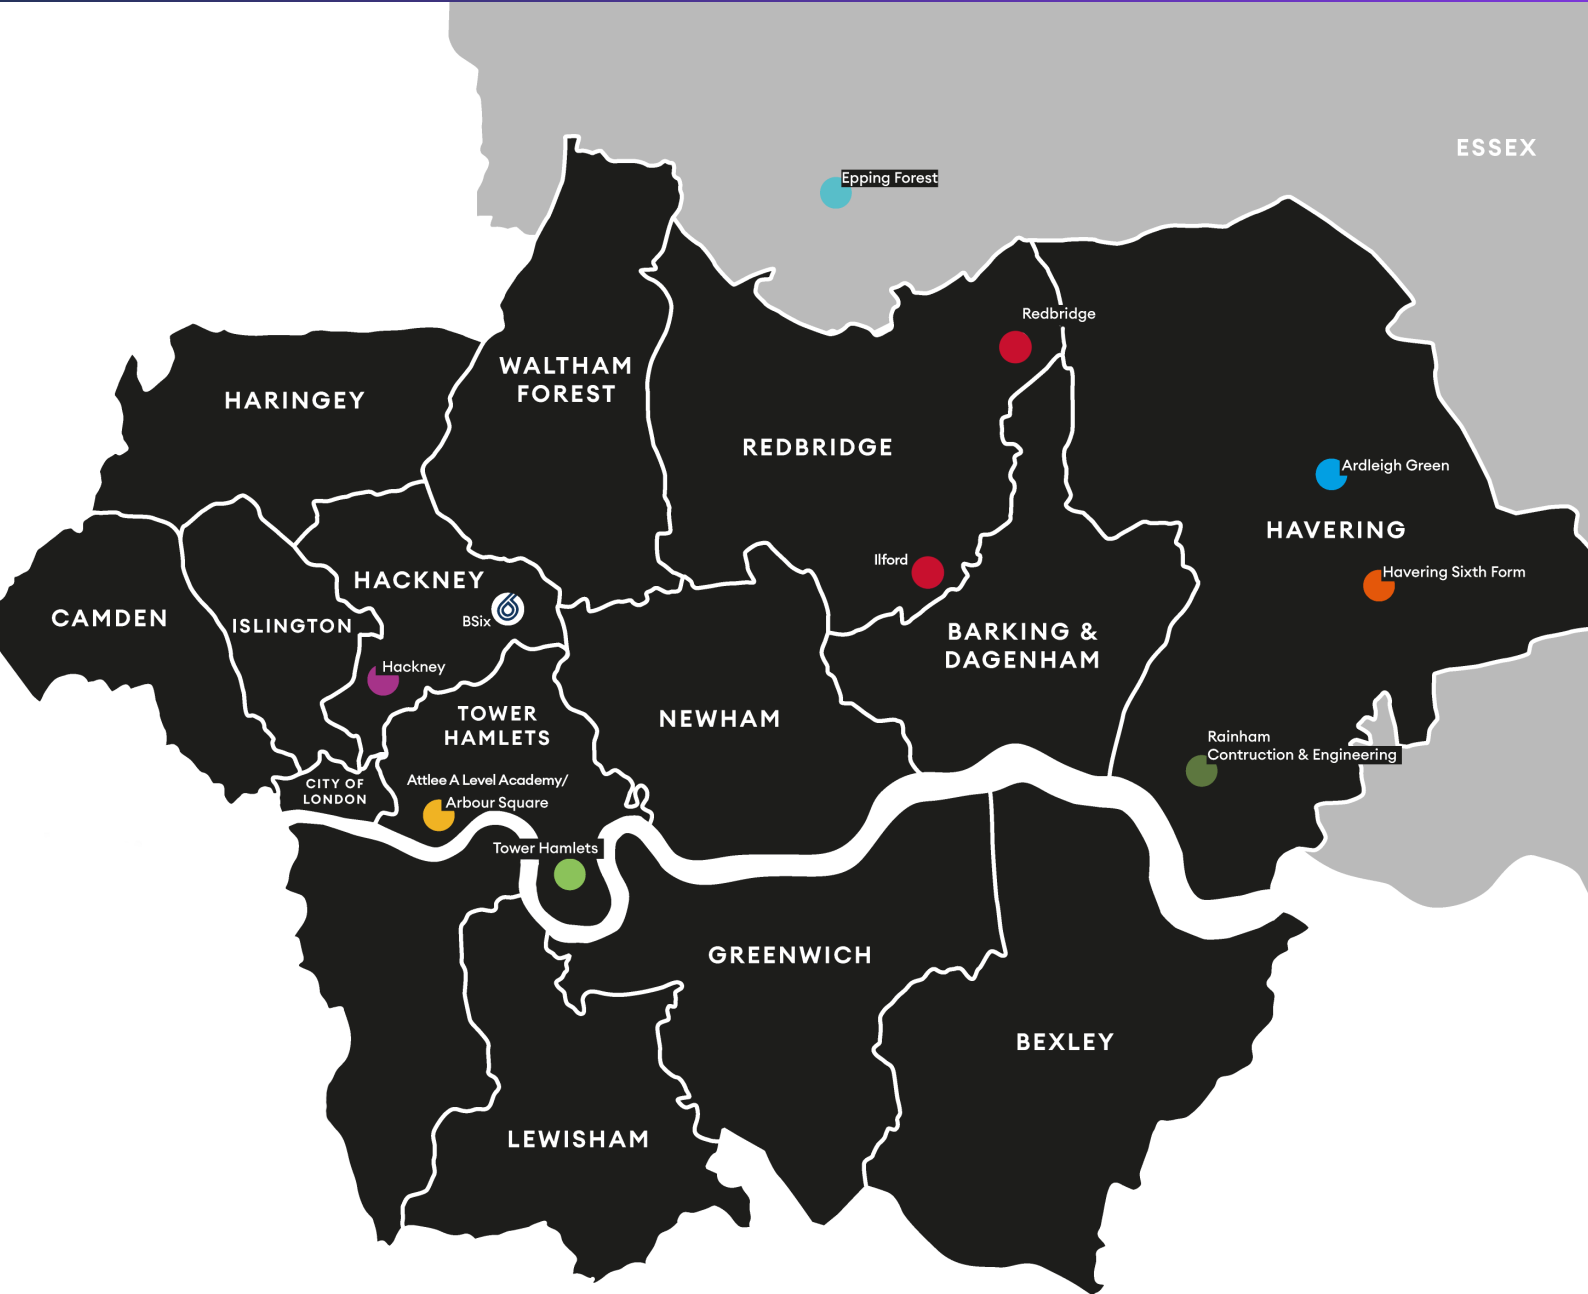 ESSEX
Epping Forest
Redbridge
WALTHAM
FOREST
HARINGEY
REDBRIDGE
Ardleigh Green
HAVERING
Ilford
Havering Sixth Form
HACKNEY
BSix
CAMDEN
ISLINGTON
BARKING &
DAGENHAM
Hackney
TOWER
HAMLETS
NEWHAM
Rainham
Contruction & Engineering
CITY OF
LONDON
Attlee A Level Academy/
Arbour Square
Tower Hamlets
GREENWICH
BEXLEY
LEWISHAM